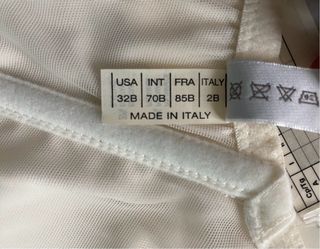 USA INT FRA ITALY
32B 70B 85B 2B
MADE IN ITALY